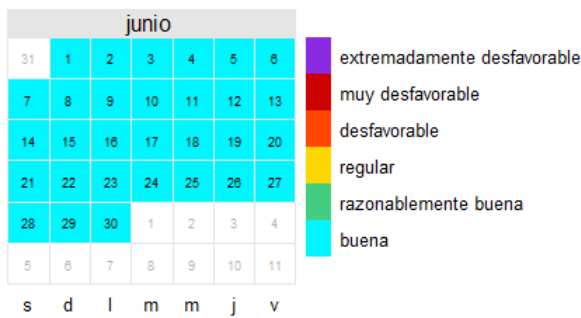 junio
31 1 2 3 4 5 6
7 8 9 10 11 12 13
14 15 16 17 18 19 20
21 22 23 24 25 26 27
28 29 30 1 2 3 4
5 6 7 8 9 10 11
s d l m m j v
extremadamente desfavorable
muy desfavorable
desfavorable
regular
razonablemente buena
buena